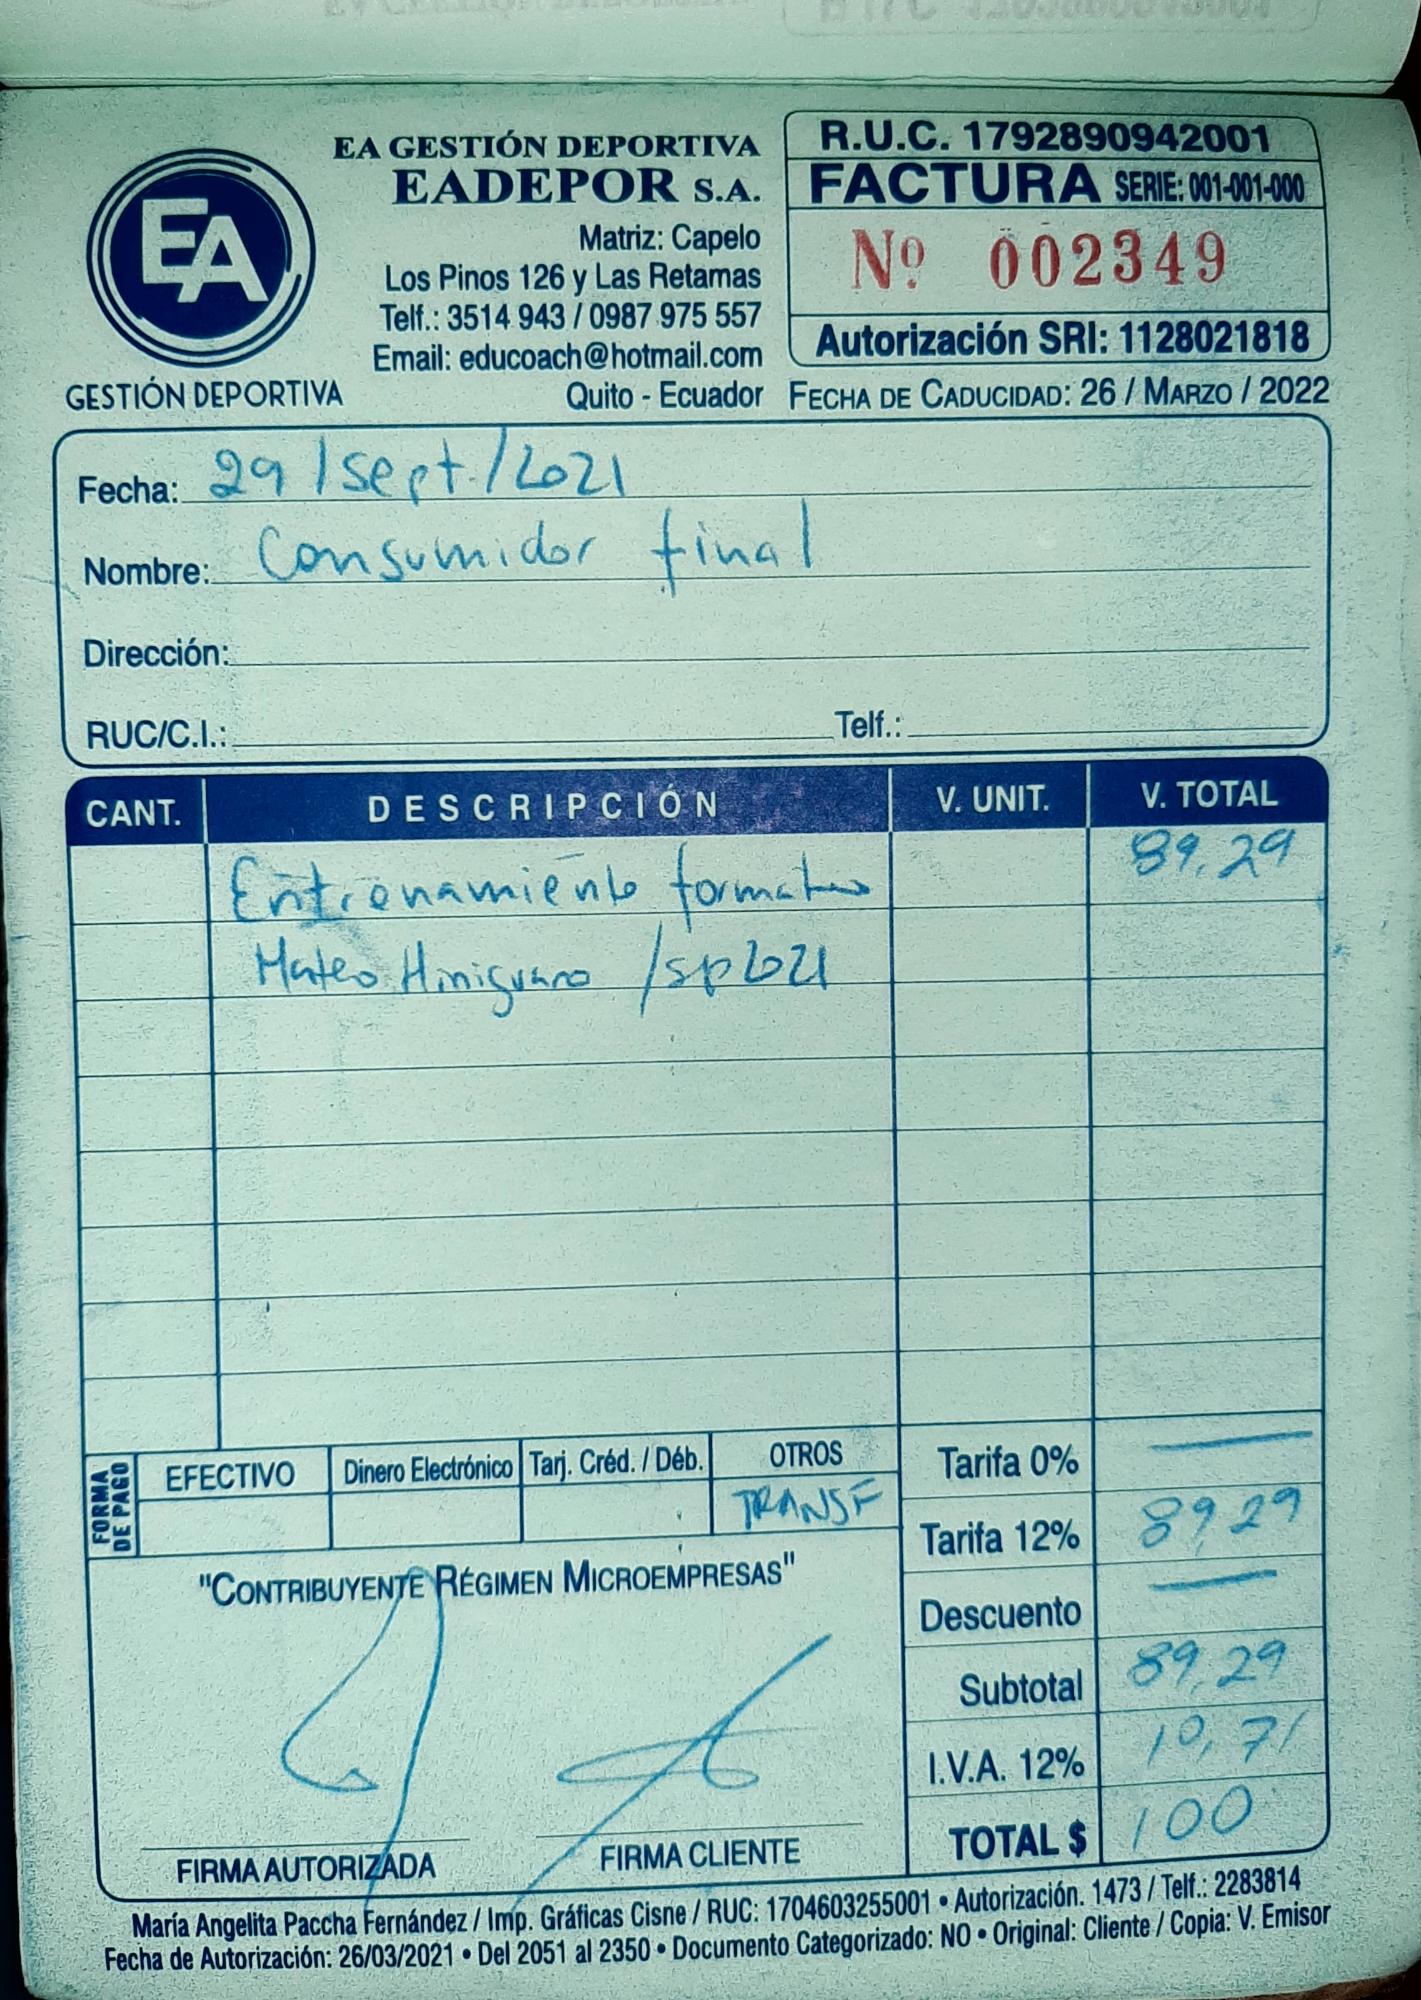 EA GESTIÓN DEPORTIVA
EADEPOR S.A.
Matriz: Capelo
Los Pinos 126 y Las Retamas
Telf.: 3514 943 / 0987 975 557
Email: educoach@hotmail.com
Quito - Ecuador
EA
GESTIÓN DEPORTIVA
R.U.C. 1792890942001
FACTURA SERIE: 001-001-000
Nº 002349
Autorización SRI: 1128021818
FECHA DE CADUCIDAD: 26 / MARZO / 2022
Fecha: 29/sept./2021
Nombre: Consumidor final
Dirección:
RUC/C.I.: Telf.:
CANT. DESCRIPCIÓN V. UNIT. V. TOTAL
Entrenamiento 89,29
Mateo
FORMA DE PAGO
EFECTIVO Dinero Electrónico Tarj. Créd. / Déb. OTROS
TRANSF
Tarifa 0%
Tarifa 12% 89,29
Descuento
Subtotal 89,29
I.V.A. 12% 10,71
TOTAL $ 100
"CONTRIBUYENTE RÉGIMEN MICROEMPRESAS"
FIRMA AUTORIZADA FIRMA CLIENTE
María Angelita Paccha Fernández / Imp. Gráficas Cisne / RUC: 1704603255001 • Autorización. 1473 / Telf.: 2283814
Fecha de Autorización: 26/03/2021 • Del 2051 al 2350 • Documento Categorizado: NO • Original: Cliente / Copia: V. Emisor